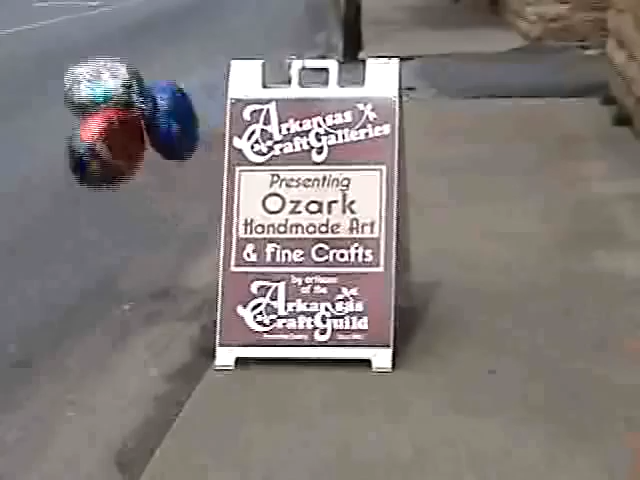 Arkansas
Craft Galleries
Presenting
Ozark
Handmade Art
& Fine Crafts
by artisans
of the
Arkansas
Craft Guild